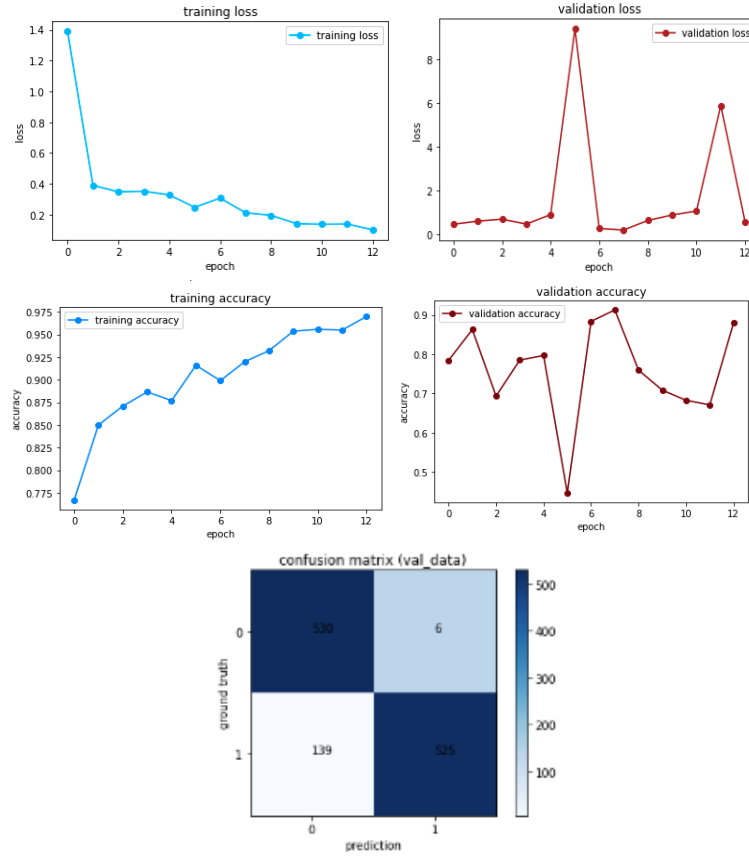 training loss
training loss
1.4
1.2
1.0
0.8
0.6
0.4
0.2
loss
0 2 4 6 8 10 12
epoch
validation loss
validation loss
8
6
4
2
0
loss
0 2 4 6 8 10 12
epoch
training accuracy
training accuracy
0.975
0.950
0.925
0.900
0.875
0.850
0.825
0.800
0.775
accuracy
0 2 4 6 8 10 12
epoch
validation accuracy
validation accuracy
0.9
0.8
0.7
0.6
0.5
accuracy
0 2 4 6 8 10 12
epoch
confusion matrix (val_data)
ground truth
0
530 6
1
139 525
0 1
prediction
500
400
300
200
100